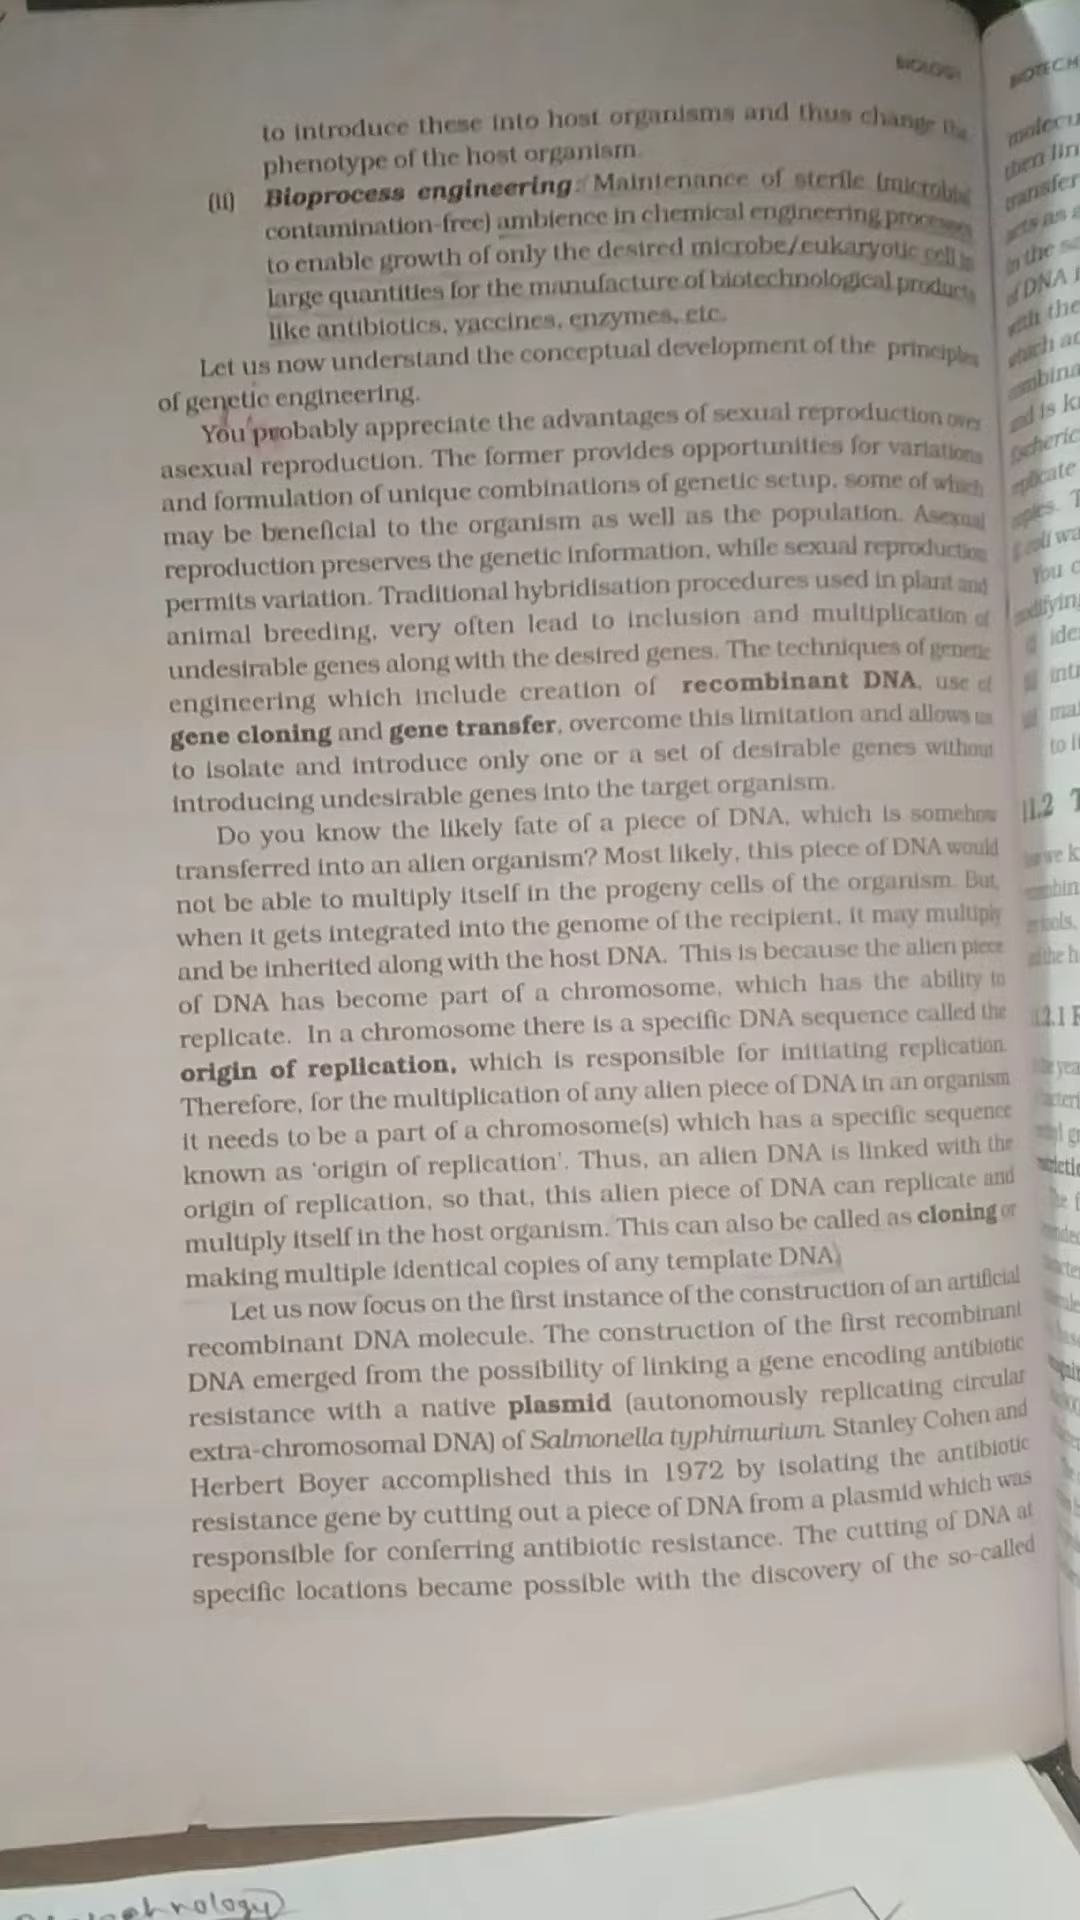 BIOLOGY
to introduce these into host organisms and thus change the
phenotype of the host organism.
(ii) Bioprocess engineering: Maintenance of sterile (microbial
contamination-free) ambience in chemical engineering processes
to enable growth of only the desired microbe/eukaryotic cell in
large quantities for the manufacture of biotechnological products
like antibiotics, vaccines, enzymes, etc.
Let us now understand the conceptual development of the principles
of genetic engineering.
You probably appreciate the advantages of sexual reproduction over
asexual reproduction. The former provides opportunities for variations
and formulation of unique combinations of genetic setup, some of which
may be beneficial to the organism as well as the population. Asexual
reproduction preserves the genetic information, while sexual reproduction
permits variation. Traditional hybridisation procedures used in plant and
animal breeding, very often lead to inclusion and multiplication of
undesirable genes along with the desired genes. The techniques of genetic
engineering which include creation of recombinant DNA, use of
gene cloning and gene transfer, overcome this limitation and allows us
to isolate and introduce only one or a set of desirable genes without
introducing undesirable genes into the target organism.
Do you know the likely fate of a piece of DNA, which is somehow
transferred into an alien organism? Most likely, this piece of DNA would
not be able to multiply itself in the progeny cells of the organism. But,
when it gets integrated into the genome of the recipient, it may multiply
and be inherited along with the host DNA. This is because the alien piece
of DNA has become part of a chromosome, which has the ability to
replicate. In a chromosome there is a specific DNA sequence called the
origin of replication, which is responsible for initiating replication.
Therefore, for the multiplication of any alien piece of DNA in an organism
it needs to be a part of a chromosome(s) which has a specific sequence
known as 'origin of replication'. Thus, an alien DNA is linked with the
origin of replication, so that, this alien piece of DNA can replicate and
multiply itself in the host organism. This can also be called as cloning or
making multiple identical copies of any template DNA.
Let us now focus on the first instance of the construction of an artificial
recombinant DNA molecule. The construction of the first recombinant
DNA emerged from the possibility of linking a gene encoding antibiotic
resistance with a native plasmid (autonomously replicating circular
extra-chromosomal DNA) of Salmonella typhimurium. Stanley Cohen and
Herbert Boyer accomplished this in 1972 by isolating the antibiotic
resistance gene by cutting out a piece of DNA from a plasmid which was
responsible for conferring antibiotic resistance. The cutting of DNA at
specific locations became possible with the discovery of the so-called
BIOTECH
molecu
then lin
transfer
acts as a
in the
of DNA
with the
which ac
You c
11.2